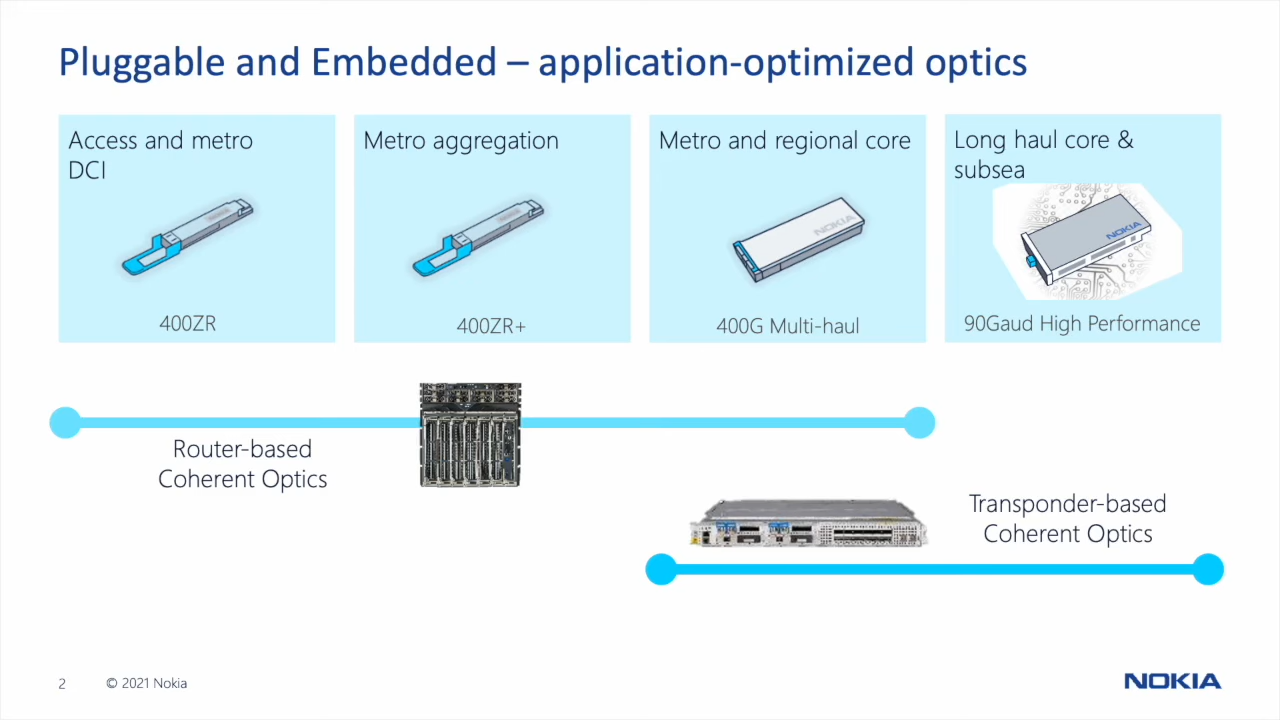 Pluggable and Embedded – application-optimized optics
Access and metro
DCI
400ZR
Metro aggregation
400ZR+
Metro and regional core
NOKIA
400G Multi-haul
Long haul core &
subsea
NOKIA
90Gaud High Performance
Router-based
Coherent Optics
Transponder-based
Coherent Optics
2
© 2021 Nokia
NOKIA